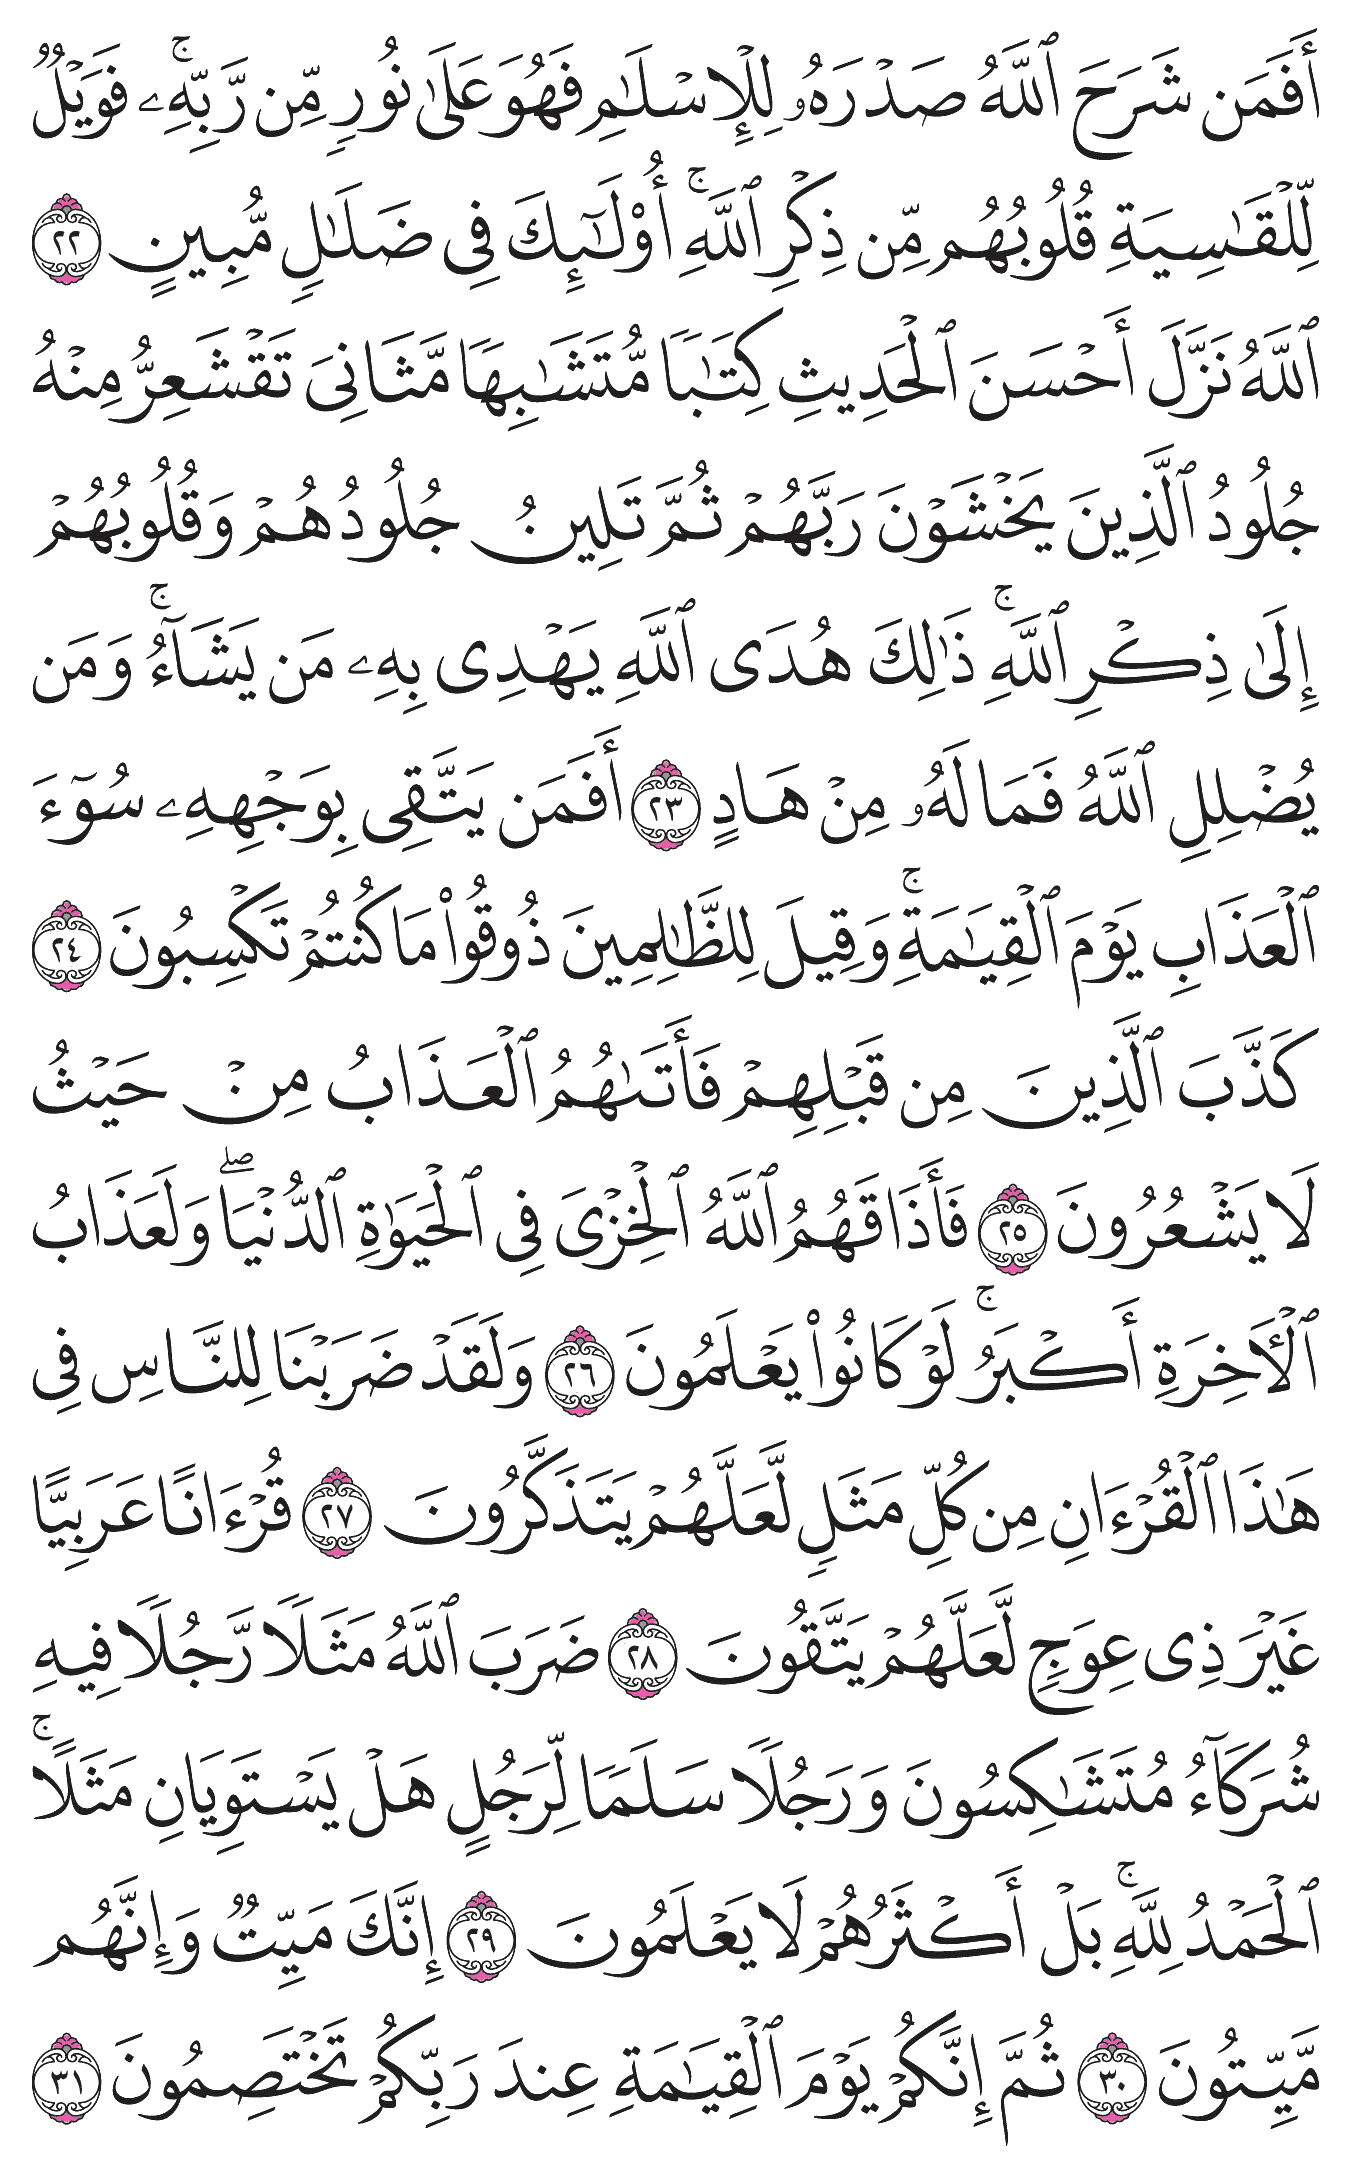 أَفَمَن شَرَحَ ٱللَّهُ صَدْرَهُۥ لِلْإِسْلَٰمِ فَهُوَ عَلَىٰ نُورٍ مِّن رَّبِّهِۦ ۚ فَوَيْلٌ
لِّلْقَٰسِيَةِ قُلُوبُهُم مِّن ذِكْرِ ٱللَّهِ ۚ أُو۟لَٰٓئِكَ فِى ضَلَٰلٍ مُّبِينٍ ٢٢
ٱللَّهُ نَزَّلَ أَحْسَنَ ٱلْحَدِيثِ كِتَٰبًا مُّتَشَٰبِهًا مَّثَانِىَ تَقْشَعِرُّ مِنْهُ
جُلُودُ ٱلَّذِينَ يَخْشَوْنَ رَبَّهُمْ ثُمَّ تَلِينُ جُلُودُهُمْ وَقُلُوبُهُمْ
إِلَىٰ ذِكْرِ ٱللَّهِ ۚ ذَٰلِكَ هُدَى ٱللَّهِ يَهْدِى بِهِۦ مَن يَشَآءُ ۚ وَمَن
يُضْلِلِ ٱللَّهُ فَمَا لَهُۥ مِنْ هَادٍ ٢٣ أَفَمَن يَتَّقِى بِوَجْهِهِۦ سُوٓءَ
ٱلْعَذَابِ يَوْمَ ٱلْقِيَٰمَةِ ۚ وَقِيلَ لِلظَّٰلِمِينَ ذُوقُوا۟ مَا كُنتُمْ تَكْسِبُونَ ٢٤
كَذَّبَ ٱلَّذِينَ مِن قَبْلِهِمْ فَأَتَىٰهُمُ ٱلْعَذَابُ مِنْ حَيْثُ
لَا يَشْعُرُونَ ٢٥ فَأَذَاقَهُمُ ٱللَّهُ ٱلْخِزْىَ فِى ٱلْحَيَوٰةِ ٱلدُّنْيَا ۖ وَلَعَذَابُ
ٱلْءَاخِرَةِ أَكْبَرُ ۚ لَوْ كَانُوا۟ يَعْلَمُونَ ٢٦ وَلَقَدْ ضَرَبْنَا لِلنَّاسِ فِى
هَٰذَا ٱلْقُرْءَانِ مِن كُلِّ مَثَلٍ لَّعَلَّهُمْ يَتَذَكَّرُونَ ٢٧ قُرْءَانًا عَرَبِيًّا
غَيْرَ ذِى عِوَجٍ لَّعَلَّهُمْ يَتَّقُونَ ٢٨ ضَرَبَ ٱللَّهُ مَثَلًا رَّجُلًا فِيهِ
شُرَكَآءُ مُتَشَٰكِسُونَ وَرَجُلًا سَلَمًا لِّرَجُلٍ هَلْ يَسْتَوِيَانِ مَثَلًا ۚ
ٱلْحَمْدُ لِلَّهِ ۚ بَلْ أَكْثَرُهُمْ لَا يَعْلَمُونَ ٢٩ إِنَّكَ مَيِّتٌ وَإِنَّهُم
مَّيِّتُونَ ٣٠ ثُمَّ إِنَّكُمْ يَوْمَ ٱلْقِيَٰمَةِ عِندَ رَبِّكُمْ تَخْتَصِمُونَ ٣١